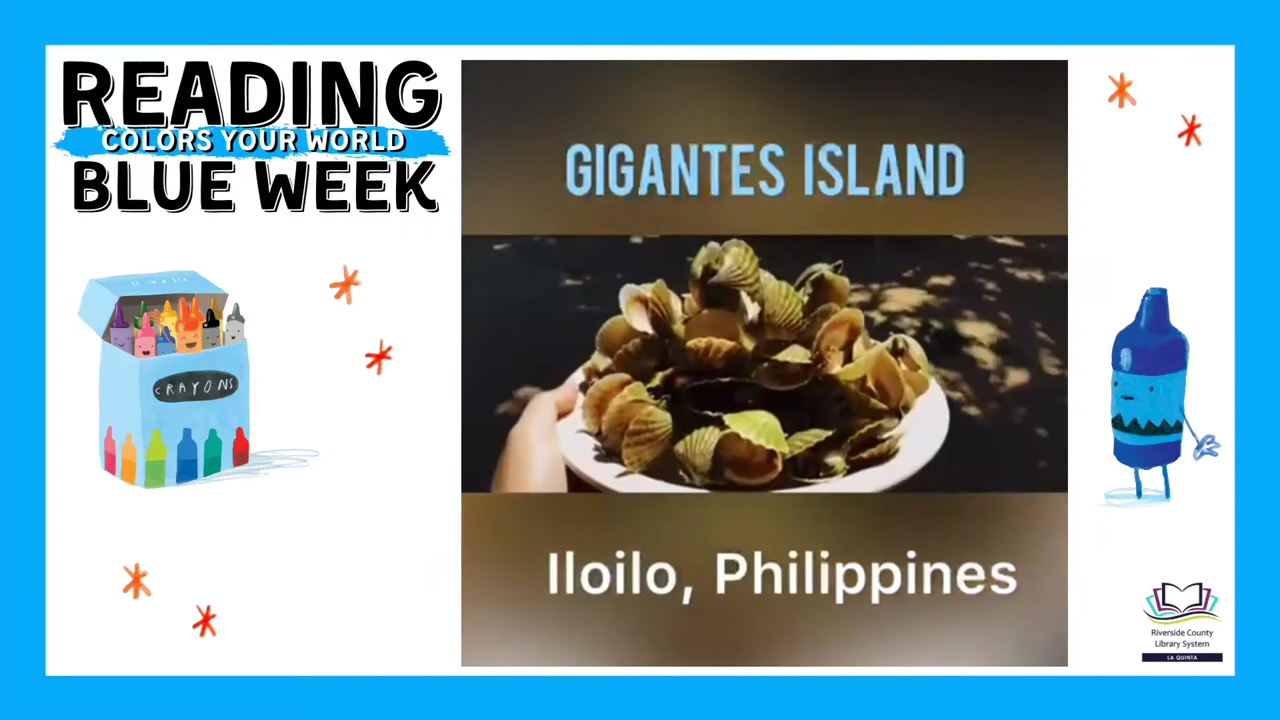 READING
COLORS YOUR WORLD
BLUE WEEK
CRAYONS
GIGANTES ISLAND
Iloilo, Philippines
Riverside County
Library System
LA QUINTA